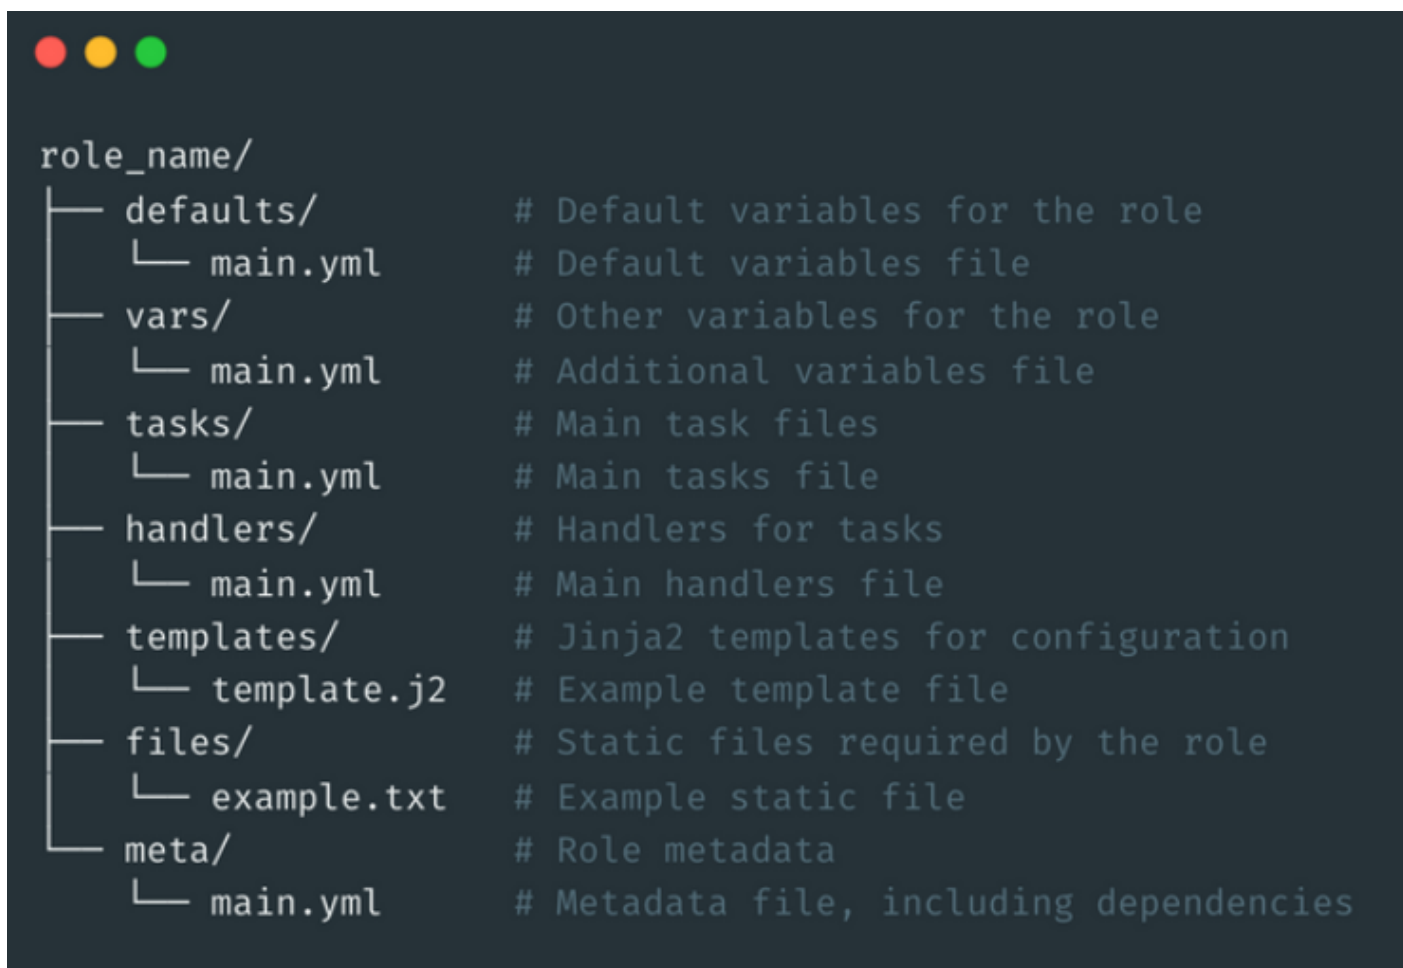 role_name/
├── defaults/         # Default variables for the role
│   └── main.yml      # Default variables file
├── vars/             # Other variables for the role
│   └── main.yml      # Additional variables file
├── tasks/            # Main task files
│   └── main.yml      # Main tasks file
├── handlers/         # Handlers for tasks
│   └── main.yml      # Main handlers file
├── templates/        # Jinja2 templates for configuration
│   └── template.j2   # Example template file
├── files/            # Static files required by the role
│   └── example.txt   # Example static file
└── meta/             # Role metadata
    └── main.yml      # Metadata file, including dependencies